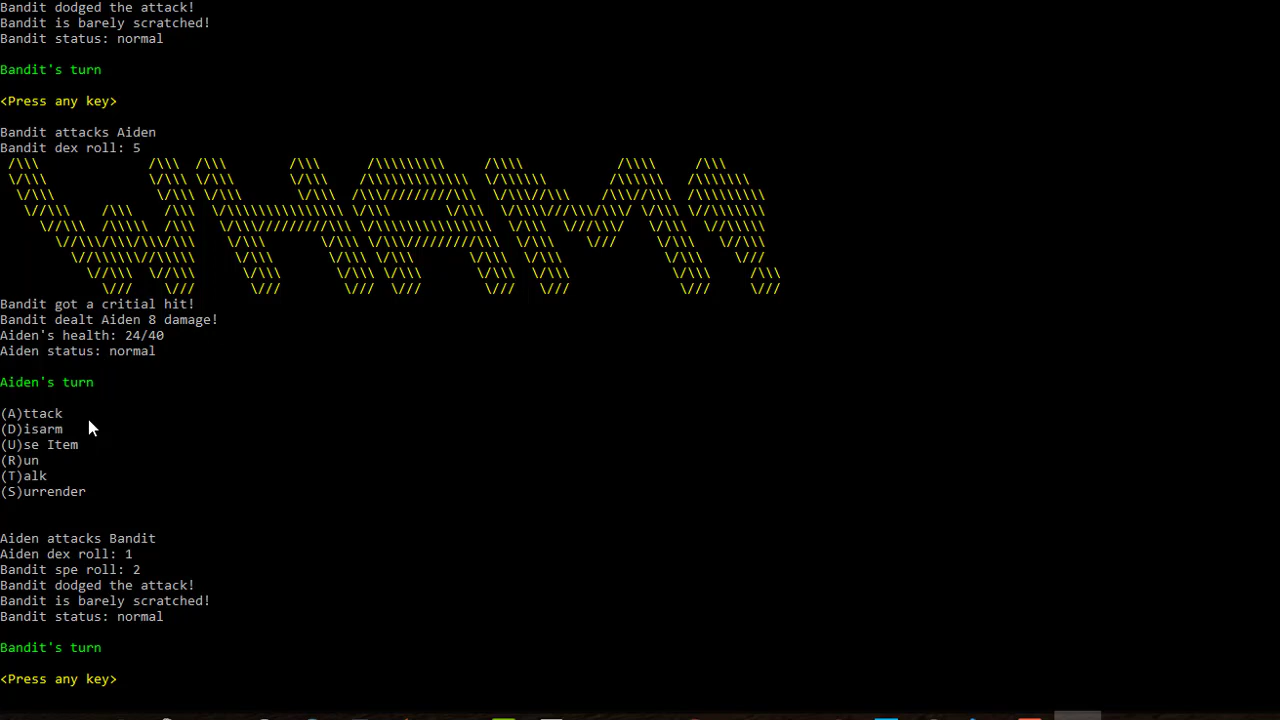 Bandit dodged the attack!
Bandit is barely scratched!
Bandit status: normal
Bandit's turn
<Press any key>
Bandit attacks Aiden
Bandit dex roll: 5
WHAM!
Bandit got a critial hit!
Bandit dealt Aiden 8 damage!
Aiden's health: 24/40
Aiden status: normal
Aiden's turn
(A)ttack
(D)isarm
(U)se Item
(R)un
(T)alk
(S)urrender
Aiden attacks Bandit
Aiden dex roll: 1
Bandit spe roll: 2
Bandit dodged the attack!
Bandit is barely scratched!
Bandit status: normal
Bandit's turn
<Press any key>